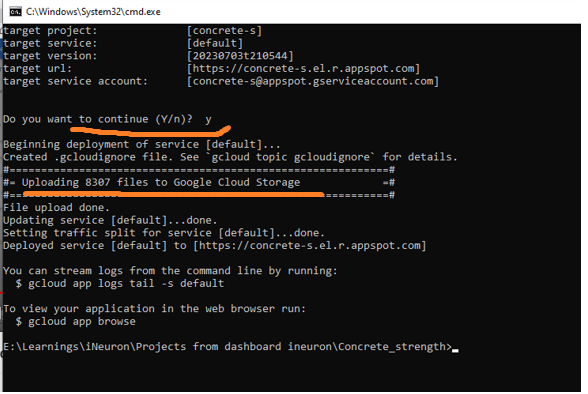 C:\Windows\System32\cmd.exe
target project: [concrete-s]
target service: [default]
target version: [20230703t210544]
target url: [https://concrete-s.el.r.appspot.com]
target service account: [concrete-s@appspot.gserviceaccount.com]
Do you want to continue (Y/n)? y
Beginning deployment of service [default]...
Created .gcloudignore file. See `gcloud topic gcloudignore` for details.
#============================================================#
#= Uploading 8307 files to Google Cloud Storage =#
#============================================================#
File upload done.
Updating service [default]...done.
Setting traffic split for service [default]...done.
Deployed service [default] to [https://concrete-s.el.r.appspot.com]
You can stream logs from the command line by running:
$ gcloud app logs tail -s default
To view your application in the web browser run:
$ gcloud app browse
E:\Learnings\iNeuron\Projects from dashboard ineuron\Concrete_strength>